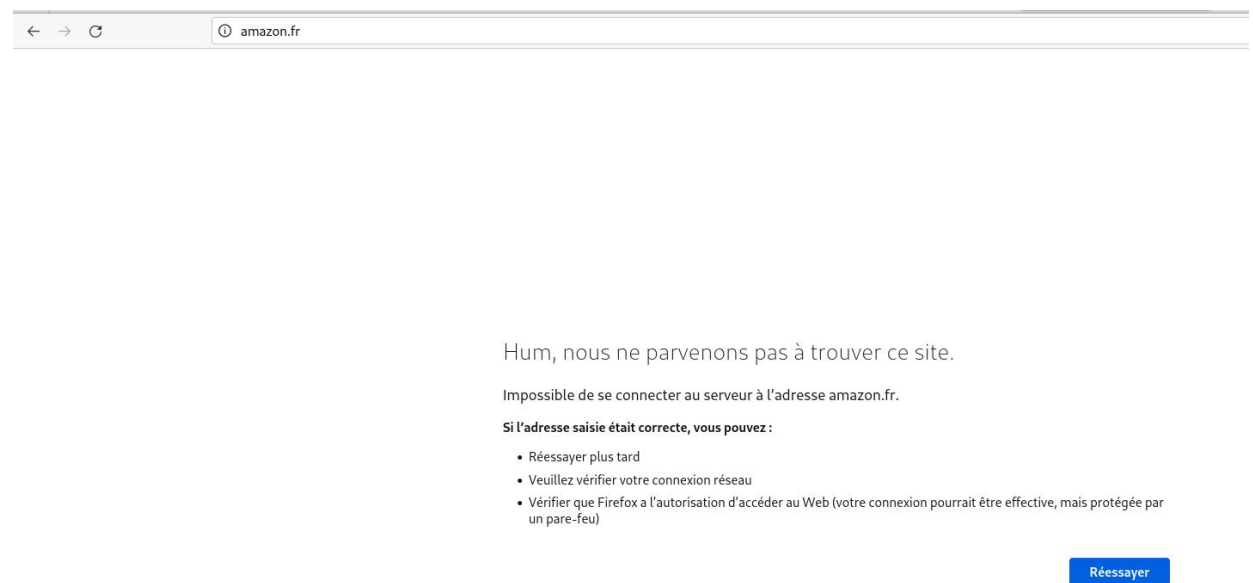 amazon.fr
Hum, nous ne parvenons pas à trouver ce site.
Impossible de se connecter au serveur à l’adresse amazon.fr.
Si l’adresse saisie était correcte, vous pouvez :
• Réessayer plus tard
• Veuillez vérifier votre connexion réseau
• Vérifier que Firefox a l’autorisation d’accéder au Web (votre connexion pourrait être effective, mais protégée par
un pare-feu)
Réessayer